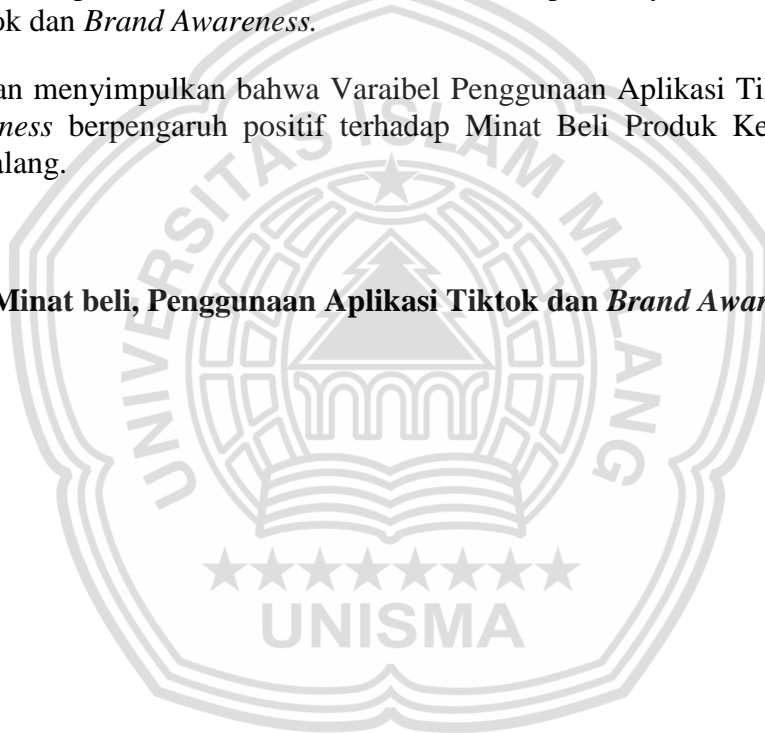 ok dan Brand Awareness.
an menyimpulkan bahwa Varaibel Penggunaan Aplikasi Ti
ness berpengaruh positif terhadap Minat Beli Produk Ke
alang.
Minat beli, Penggunaan Aplikasi Tiktok dan Brand Awar
UNIVERSITAS ISLAM MALANG
UNISMA